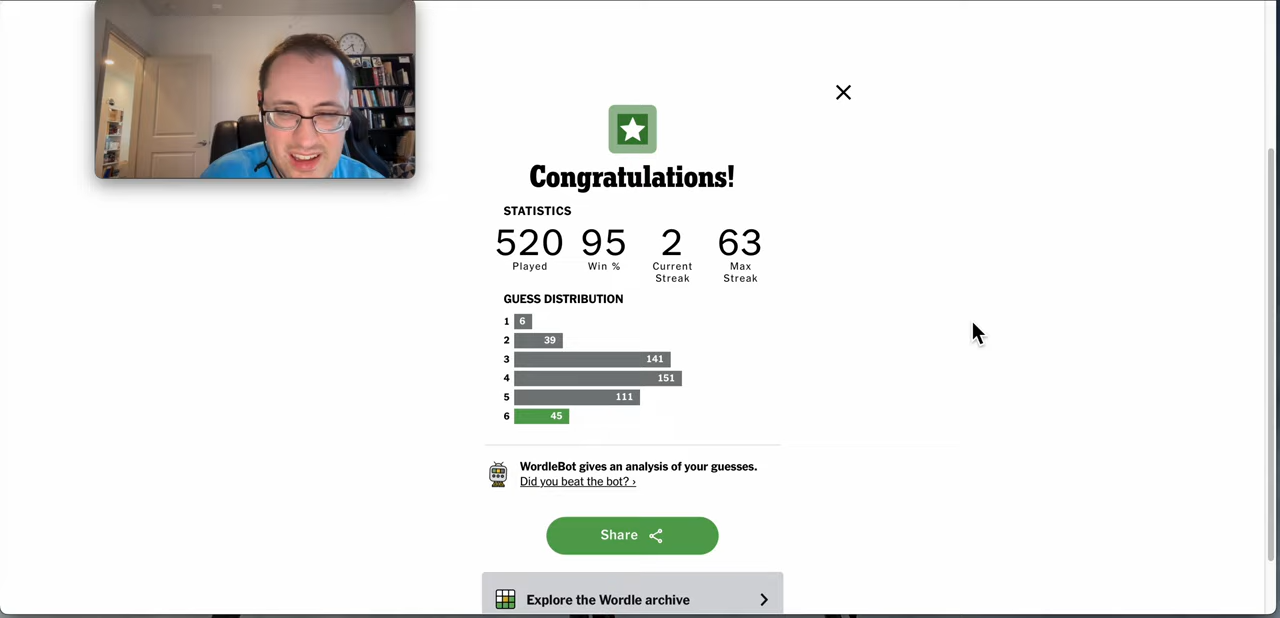 Congratulations!
STATISTICS
520 95 2 63
Played Win % Current Streak Max Streak
GUESS DISTRIBUTION
1 6
2 39
3 141
4 151
5 111
6 45
WordleBot gives an analysis of your guesses.
Did you beat the bot? ›
Share
Explore the Wordle archive